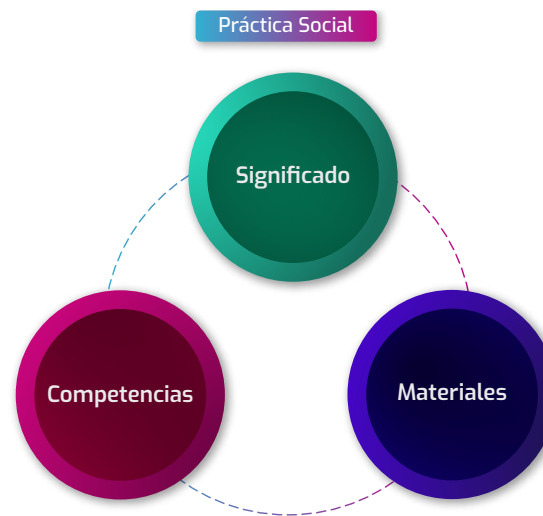 Práctica Social
Significado
Competencias
Materiales